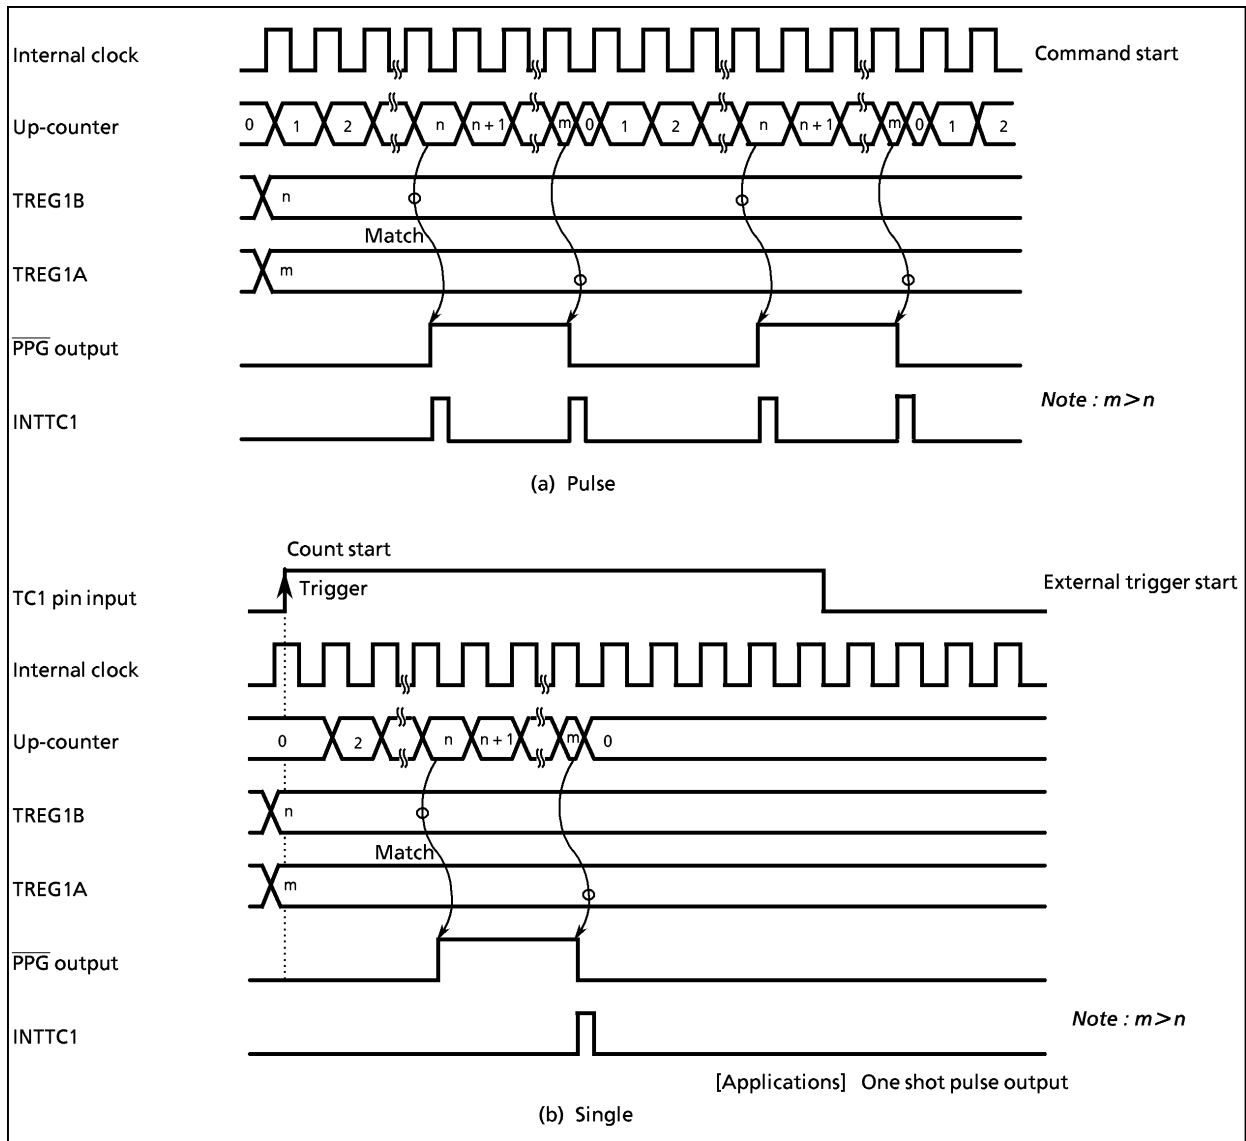 Internal clock
Command start
Up-counter
0 1 2 n n + 1 m 0 1 2 n n + 1 m 0 1 2
TREG1B
n
Match
TREG1A
m
PPG output
INTTC1
Note : m>n
(a) Pulse
Count start
TC1 pin input
Trigger
External trigger start
Internal clock
Up-counter
0 2 n n + 1 m 0
TREG1B
n
Match
TREG1A
m
PPG output
INTTC1
Note : m>n
[Applications] One shot pulse output
(b) Single